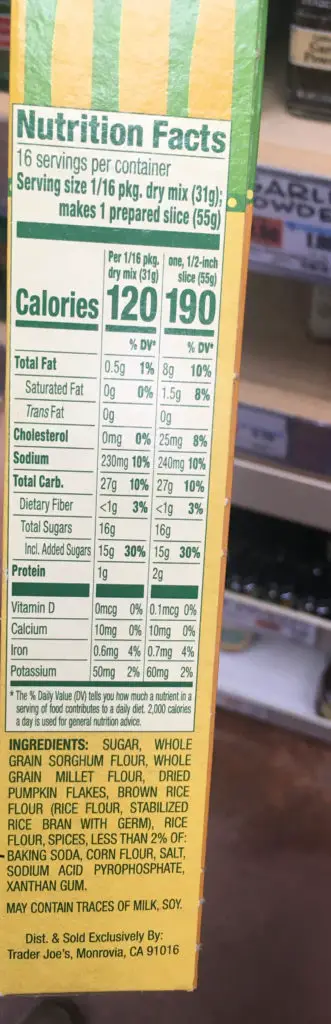 Nutrition Facts
16 servings per container
Serving size 1/16 pkg. dry mix (31g);
makes 1 prepared slice (55g)
Per 1/16 pkg. dry mix (31g) one, 1/2-inch slice (55g)
Calories 120 190
% DV* % DV*
Total Fat 0.5g 1% 8g 10%
Saturated Fat 0g 0% 1.5g 8%
Trans Fat 0g 0g
Cholesterol 0mg 0% 25mg 8%
Sodium 230mg 10% 240mg 10%
Total Carb. 27g 10% 27g 10%
Dietary Fiber <1g 3% <1g 3%
Total Sugars 16g 16g
Incl. Added Sugars 15g 30% 15g 30%
Protein 1g 2g
Vitamin D 0mcg 0% 0.1mcg 0%
Calcium 10mg 0% 10mg 0%
Iron 0.6mg 4% 0.7mg 4%
Potassium 50mg 2% 60mg 2%
* The % Daily Value (DV) tells you how much a nutrient in a
serving of food contributes to a daily diet. 2,000 calories
a day is used for general nutrition advice.
INGREDIENTS: SUGAR, WHOLE
GRAIN SORGHUM FLOUR, WHOLE
GRAIN MILLET FLOUR, DRIED
PUMPKIN FLAKES, BROWN RICE
FLOUR (RICE FLOUR, STABILIZED
RICE BRAN WITH GERM), RICE
FLOUR, SPICES, LESS THAN 2% OF:
BAKING SODA, CORN FLOUR, SALT,
SODIUM ACID PYROPHOSPHATE,
XANTHAN GUM.
MAY CONTAIN TRACES OF MILK, SOY.
Dist. & Sold Exclusively By:
Trader Joe's, Monrovia, CA 91016